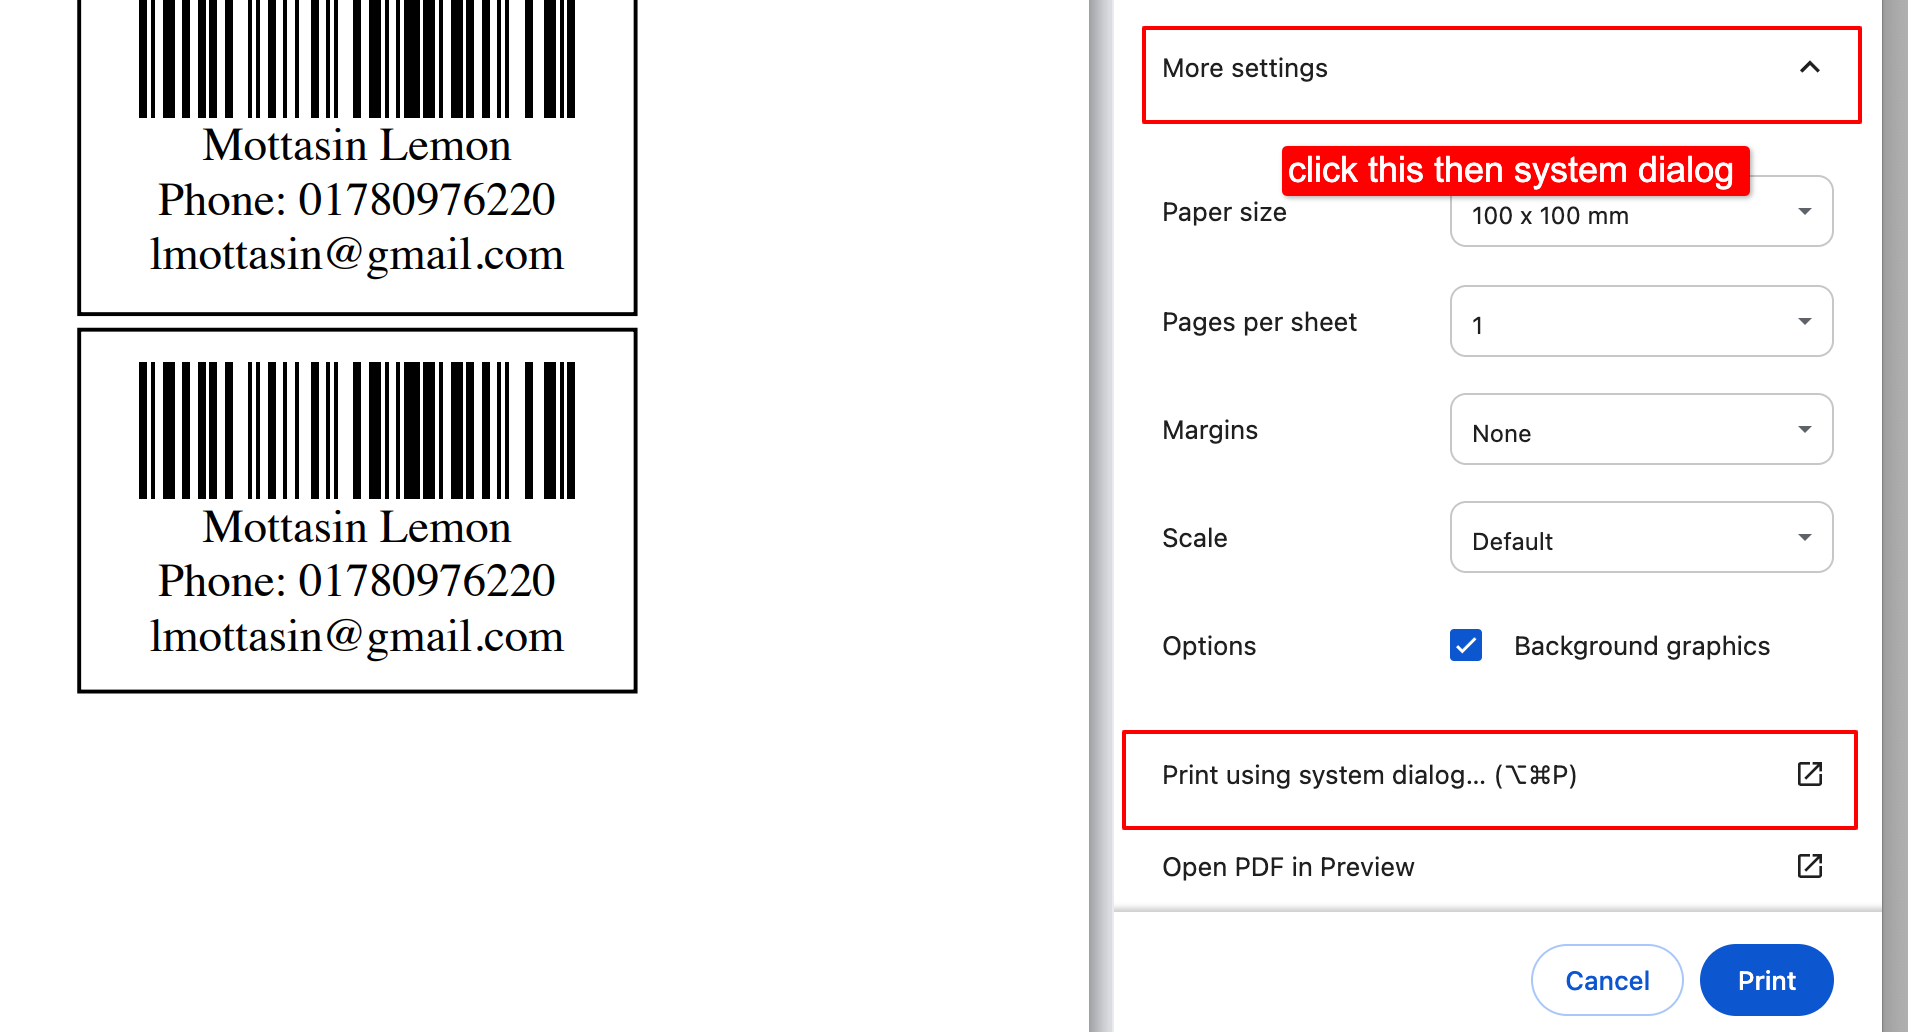 Mottasin Lemon
Phone: 01780976220
lmottasin@gmail.com
Mottasin Lemon
Phone: 01780976220
lmottasin@gmail.com
More settings
click this then system dialog
Paper size
100 x 100 mm
Pages per sheet
1
Margins
None
Scale
Default
Options
Background graphics
Print using system dialog... (⌥⌘P)
Open PDF in Preview
Cancel
Print